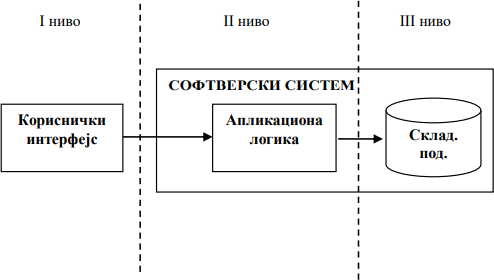 I ниво
II ниво
III ниво
СОФТВЕРСКИ СИСТЕМ
Кориснички
интерфејс
Апликациона
логика
Склад.
под.